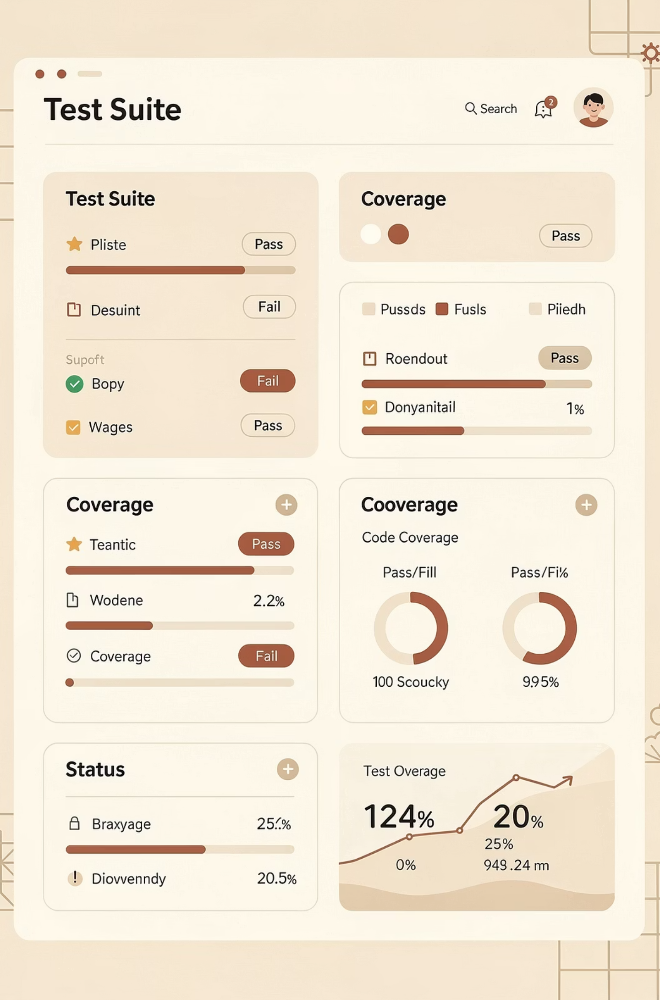 Test Suite
Search
2
Test Suite
Pliste Pass
Desuint Fail
Supoft
Bopy Fail
Wages Pass
Coverage
Pass
Pussds Fusls Piiedh
Roendout Pass
Donyanitail 1%
Coverage
Teantic Pass
Wodene 2.2%
Coverage Fail
Cooverage
Code Coverage
Pass/Fill Pass/Fi%
100 Scoucky 9.95%
Status
Braxyage
Diovvenndy 20.5%
Test Overage
124% 20%
25%
0% 949.24 m